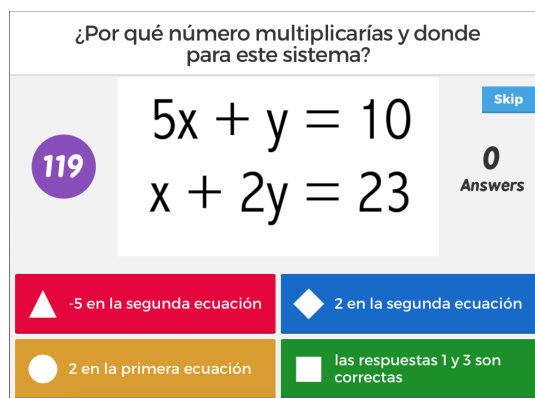 ¿Por qué número multiplicarías y donde
para este sistema?
Skip
5x + y = 10
119
0
Answers
x + 2y = 23
-5 en la segunda ecuación
2 en la segunda ecuación
2 en la primera ecuación
las respuestas 1 y 3 son
correctas